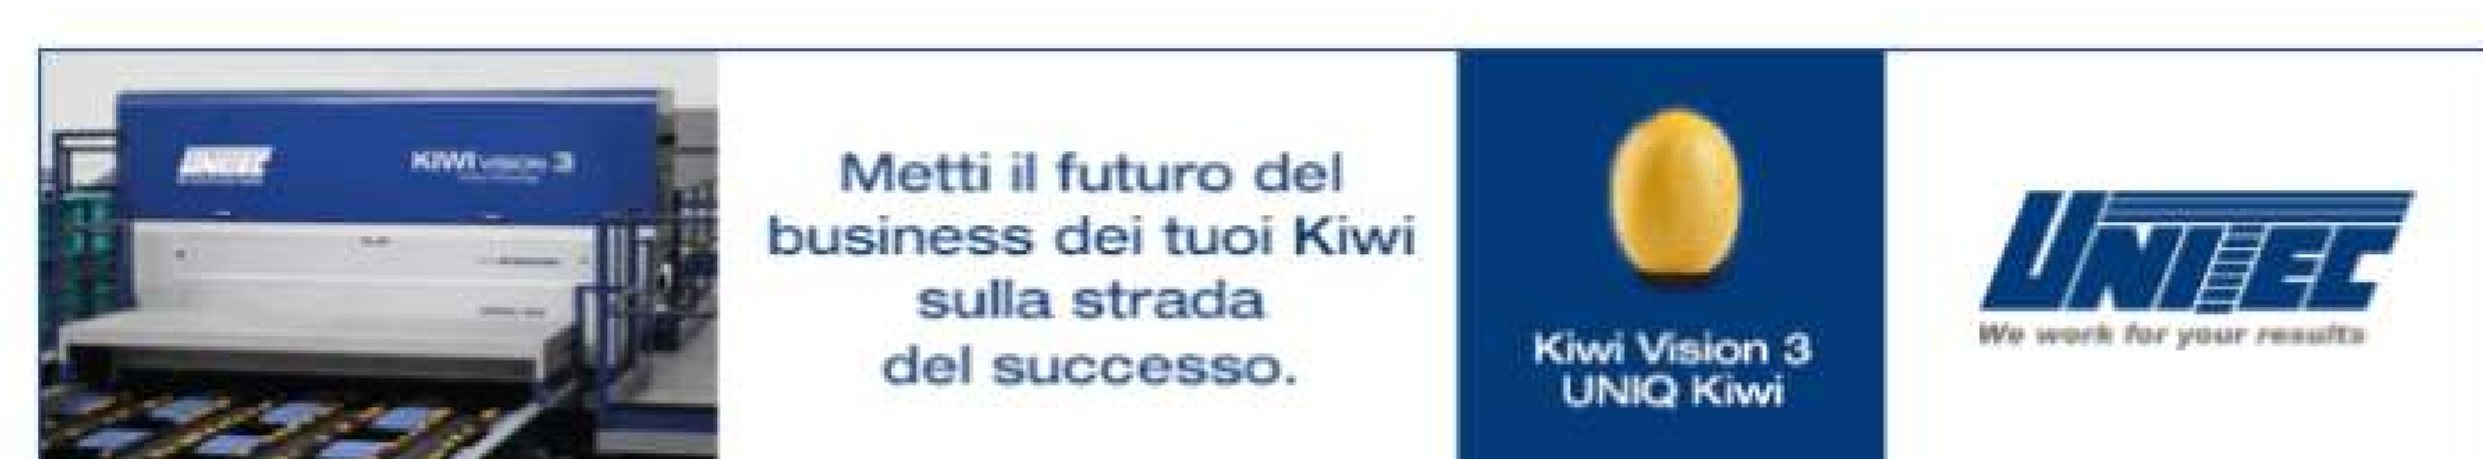 UNITEC
KIWI VISION 3
Metti il futuro del
business dei tuoi Kiwi
sulla strada
del successo.
Kiwi Vision 3
UNIQ Kiwi
UNITEC
We work for your results